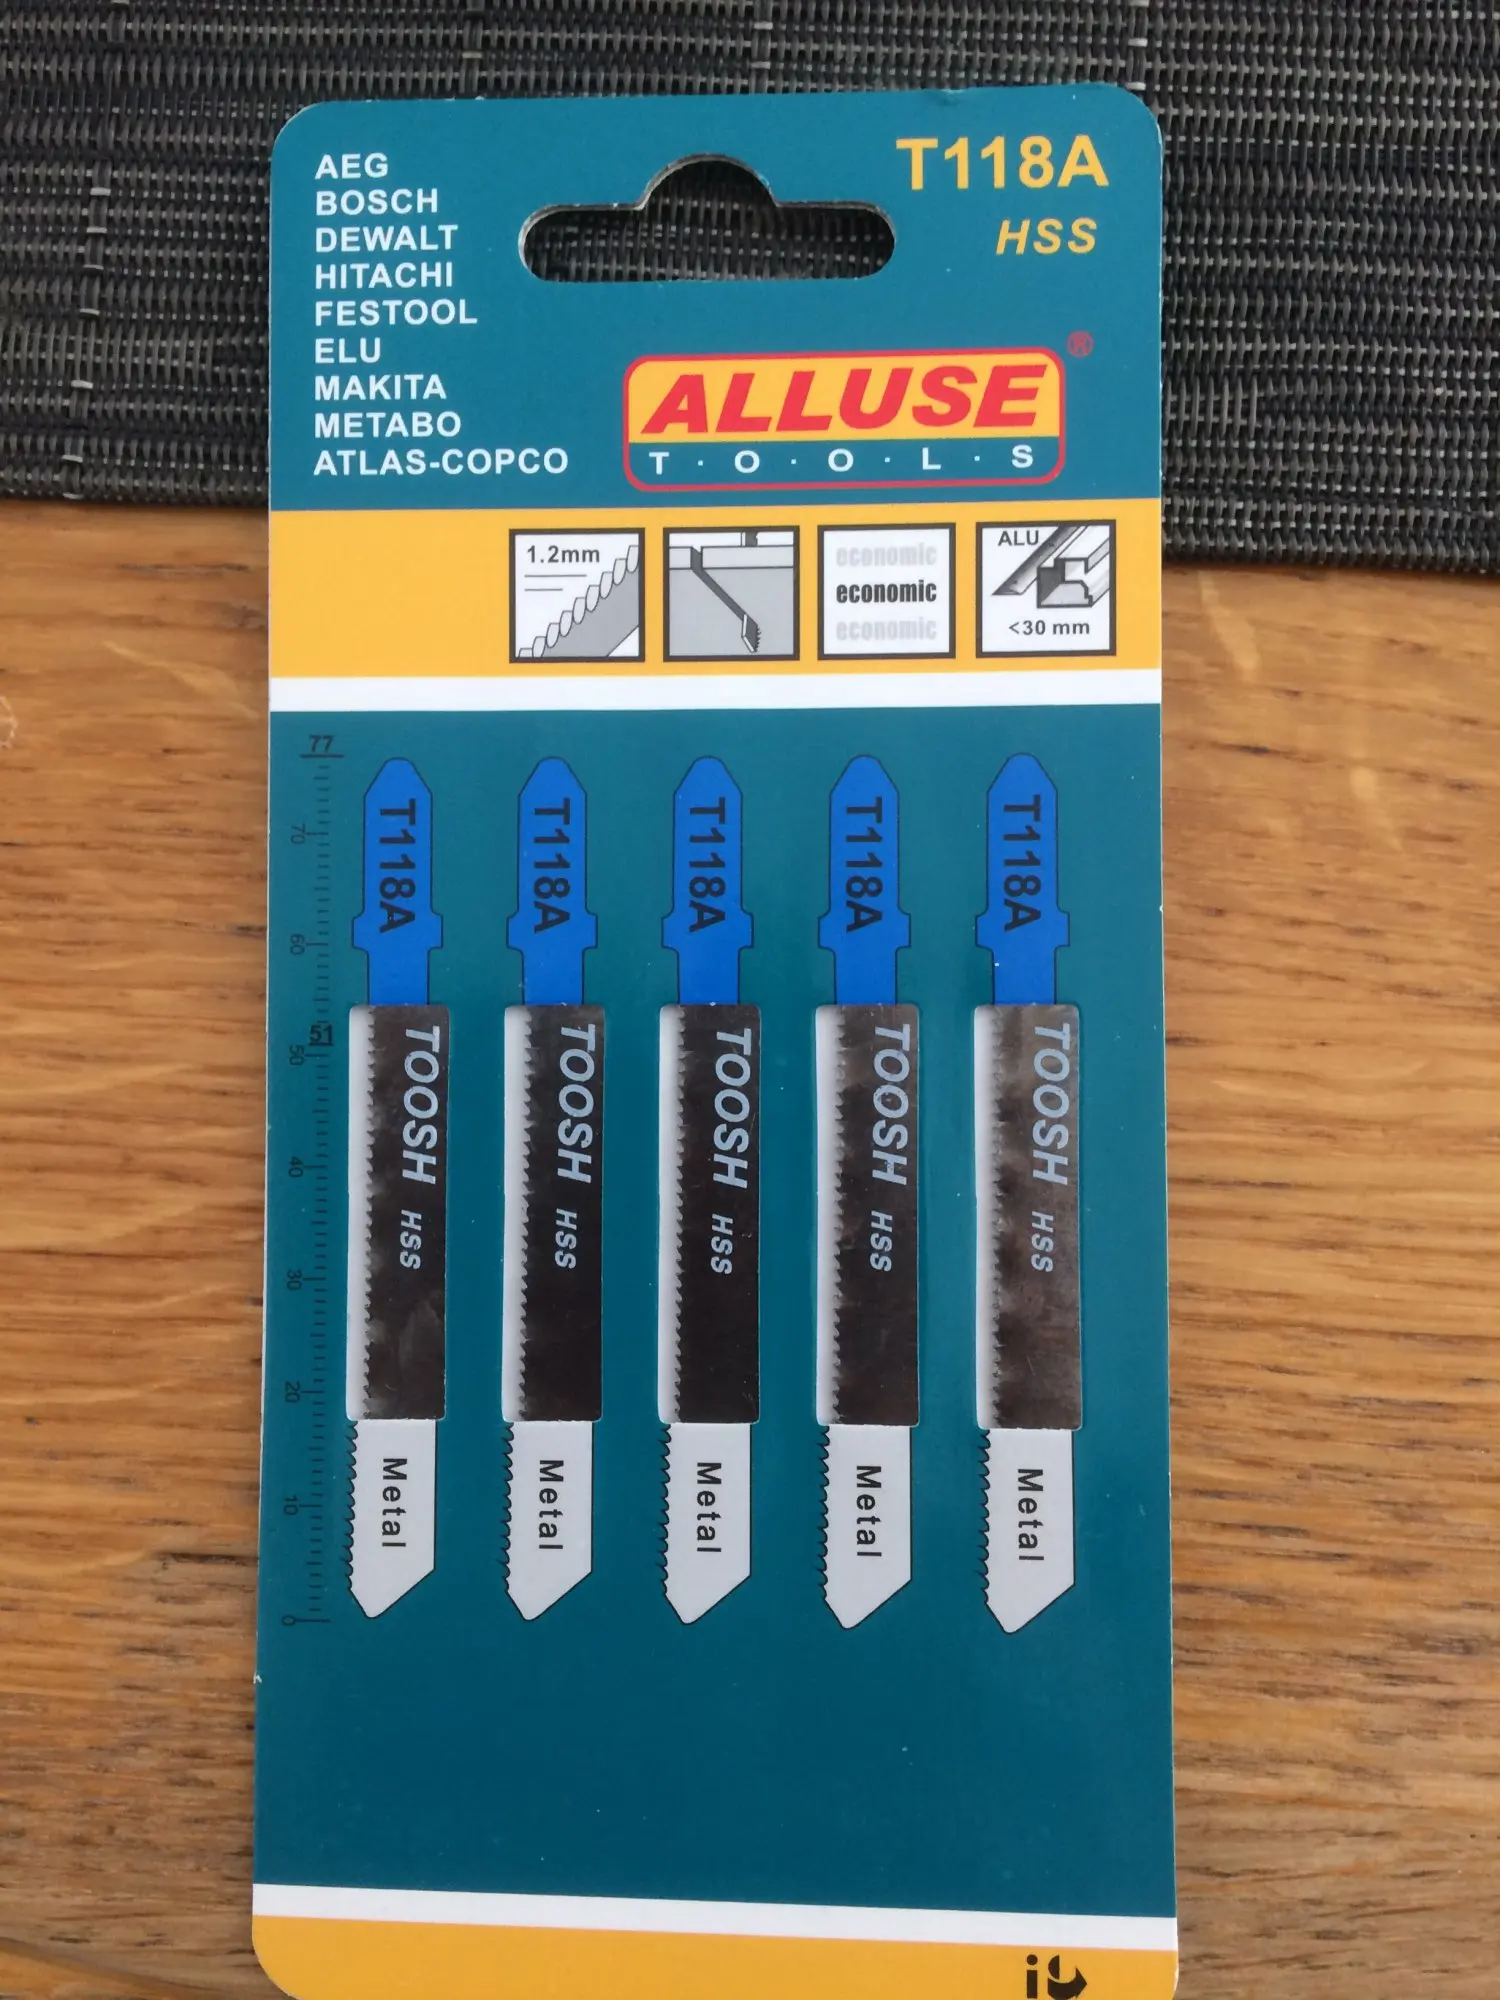 AEG
BOSCH
DEWALT
HITACHI
FESTOOL
ELU
MAKITA
METABO
ATLAS-COPCO
T118A
HSS
ALLUSE ®
T·O·O·L·S
1.2mm
economic
economic
economic
ALU
<30 mm
77
70
60
51
50
40
30
20
10
0
T118A
T118A
T118A
T118A
T118A
TOOSH HSS
TOOSH HSS
TOOSH HSS
TOOSH HSS
TOOSH HSS
Metal
Metal
Metal
Metal
Metal